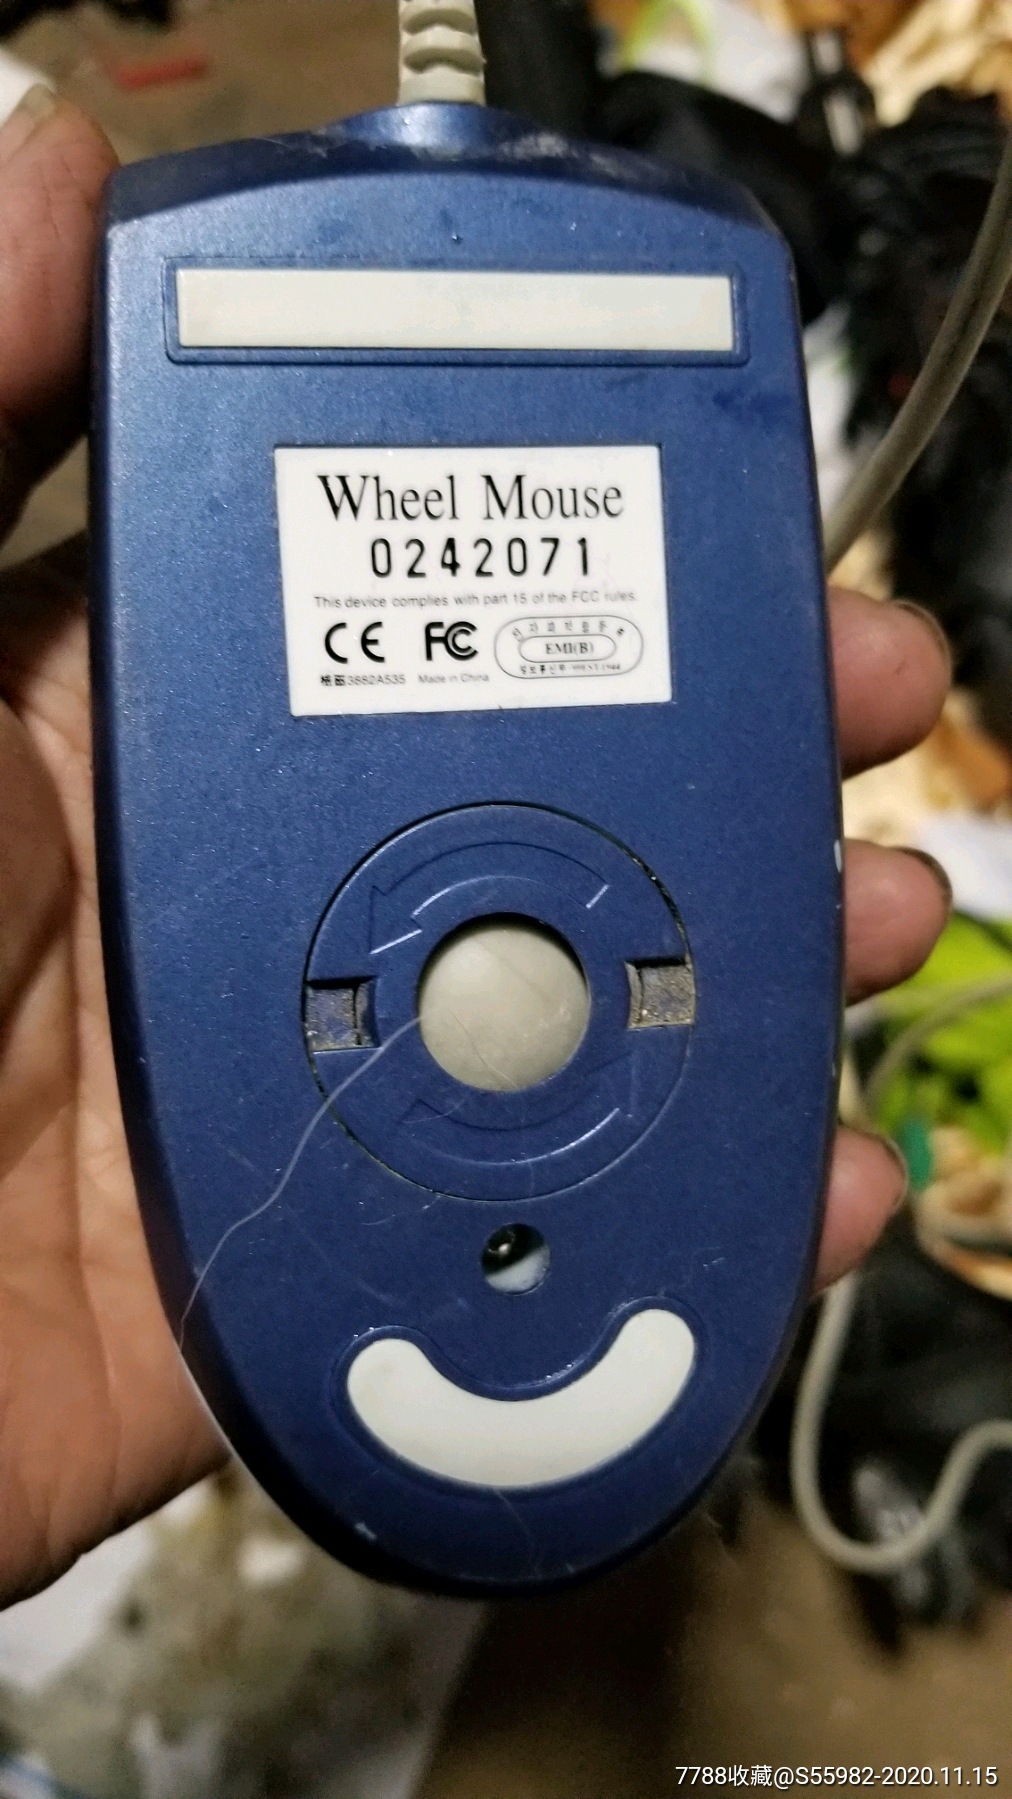 Wheel Mouse
0242071
This device complies with part 15 of the FCC rules.
CE FC
EMI(B)
3662A535 Made in China
7788收藏@S55982-2020.11.15